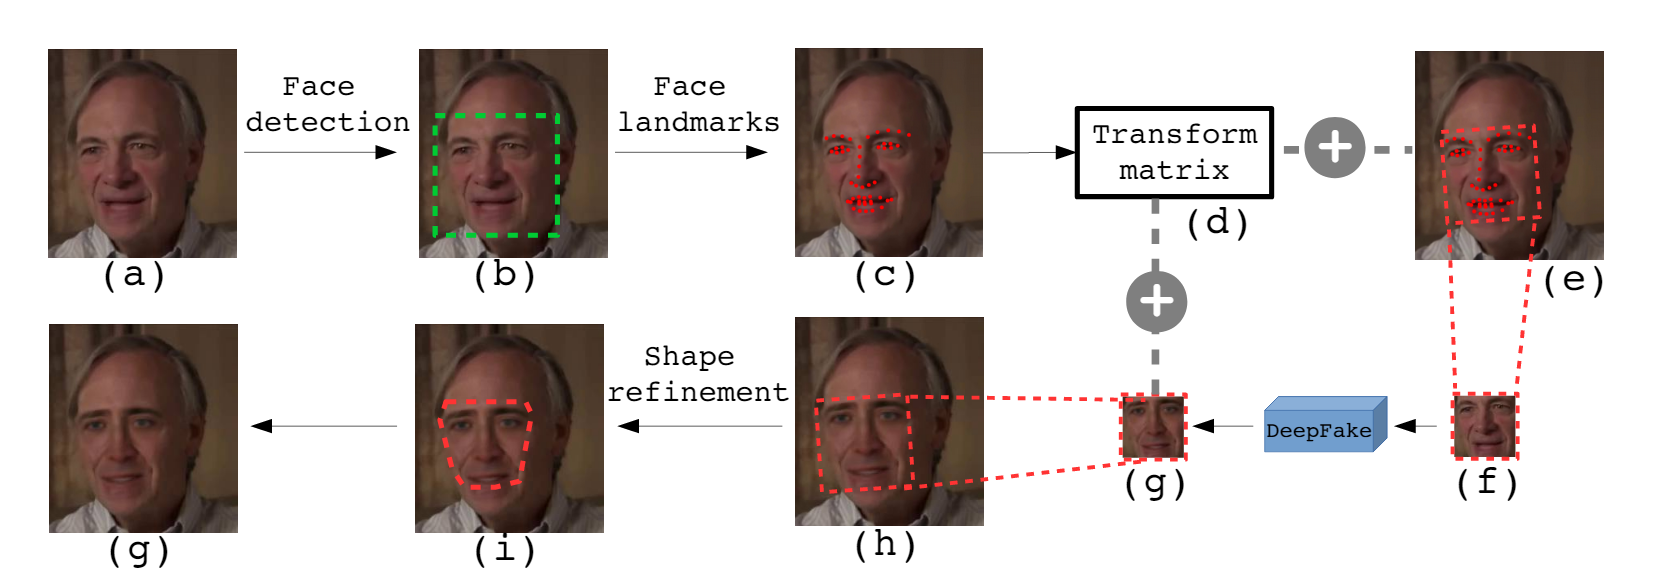 Face
detection
Face
landmarks
Transform
matrix
(a)
(b)
(c)
(d)
(e)
Shape
refinement
DeepFake
(g)
(i)
(h)
(g)
(f)